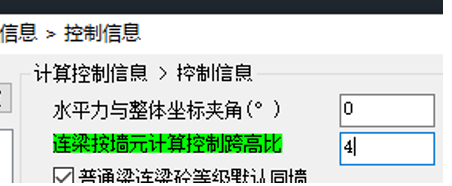 信息 > 控制信息
计算控制信息 > 控制信息
水平力与整体坐标夹角(°) 0
连梁按墙元计算控制跨高比 4
普通梁连梁砼等级默认同墙